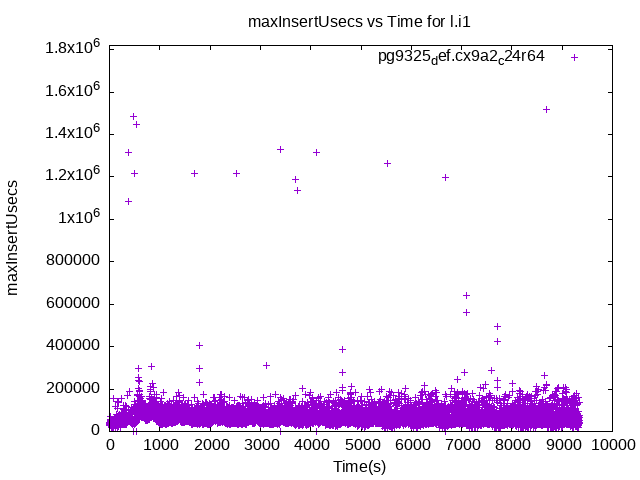 maxInsertUsecs vs Time for l.i1
pg9325_def.cx9a2_c24r64
1.8x10^6
1.6x10^6
1.4x10^6
1.2x10^6
1x10^6
800000
600000
400000
200000
0
maxInsertUsecs
0 1000 2000 3000 4000 5000 6000 7000 8000 9000 10000
Time(s)